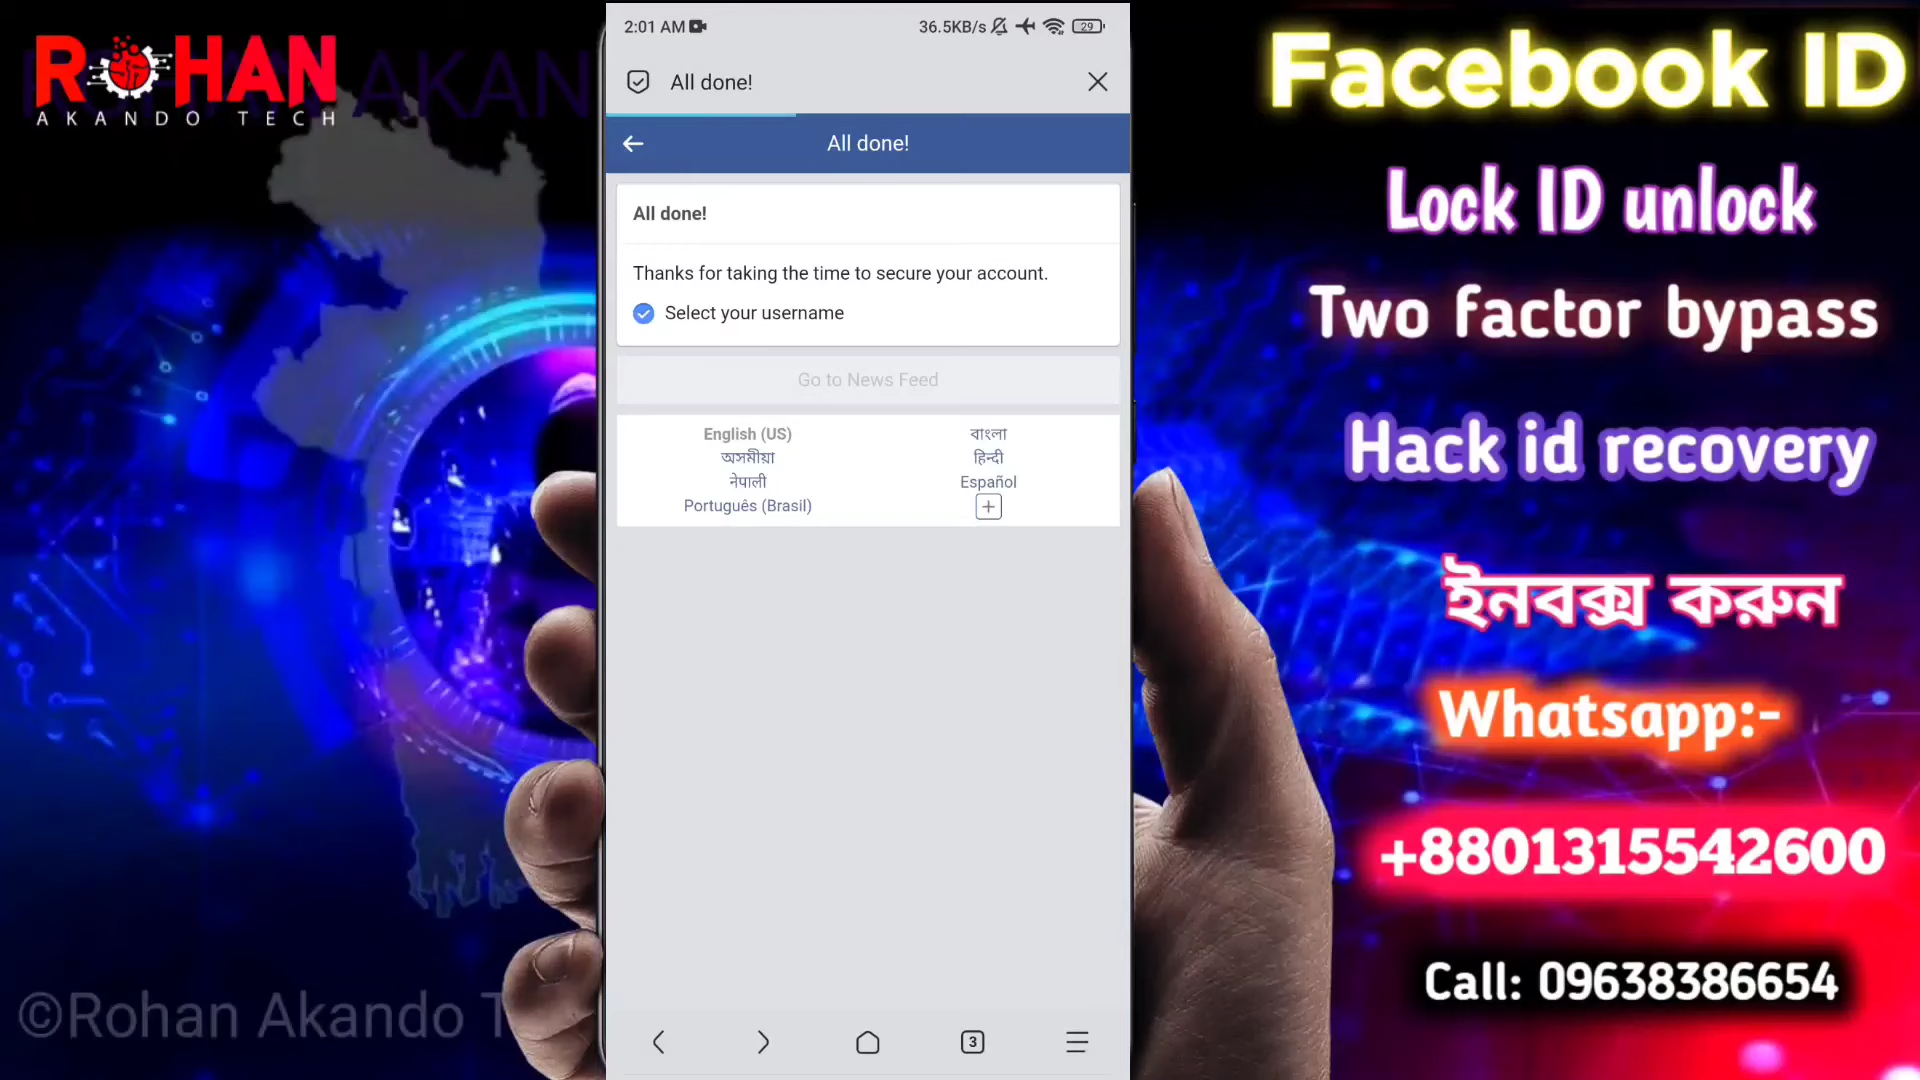 ROHAN
AKANDO TECH
2:01 AM
36.5KB/s
29
All done!
All done!
All done!
Thanks for taking the time to secure your account.
Select your username
Go to News Feed
English (US)
বাংলা
অসমীয়া
हिन्दी
नेपाली
Español
Português (Brasil)
3
Facebook ID
Lock ID unlock
Two factor bypass
Hack id recovery
ইনবক্স করুন
Whatsapp:-
+8801315542600
Call: 09638386654
©Rohan Akando T